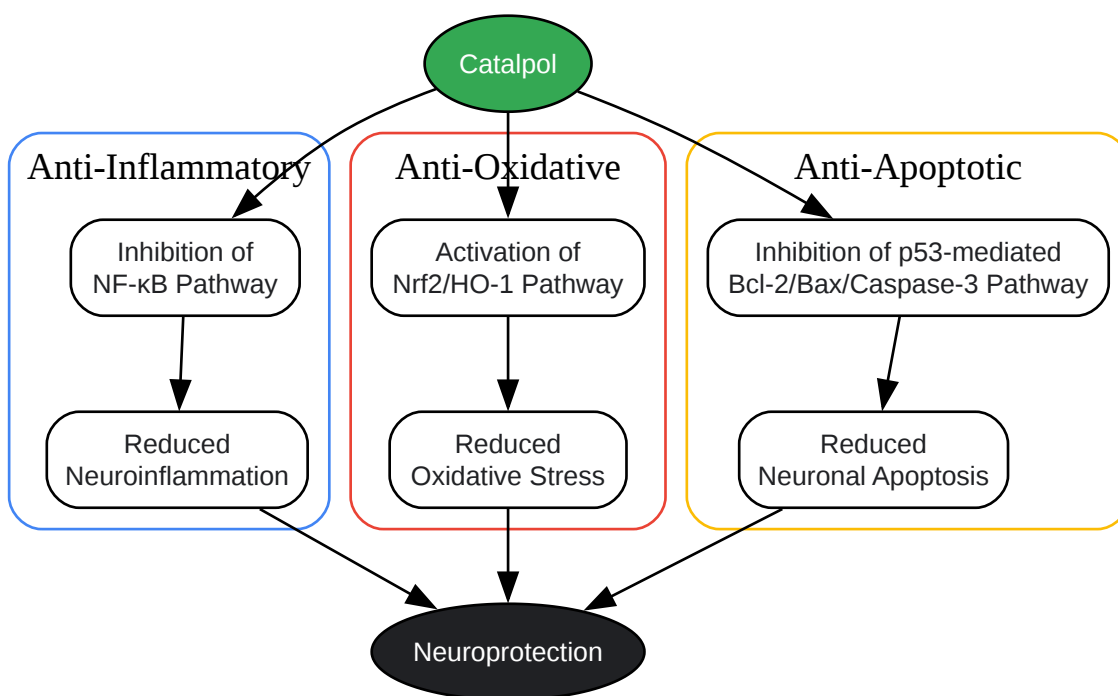 Catalpol
Anti-Inflammatory
Anti-Oxidative
Anti-Apoptotic
Inhibition of
NF-κB Pathway
Activation of
Nrf2/HO-1 Pathway
Inhibition of p53-mediated
Bcl-2/Bax/Caspase-3 Pathway
Reduced
Neuroinflammation
Reduced
Oxidative Stress
Reduced
Neuronal Apoptosis
Neuroprotection